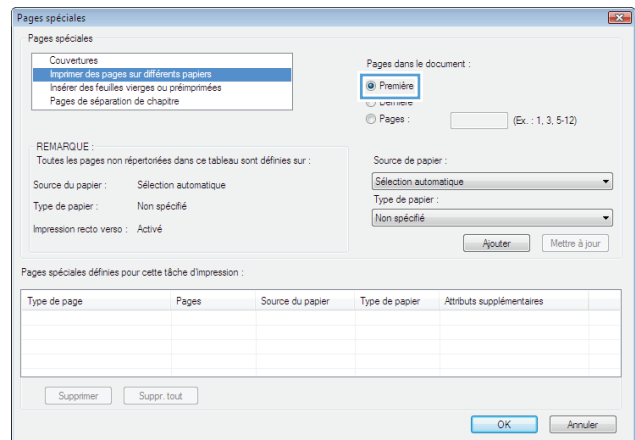 Pages spéciales
Pages spéciales
Couvertures
Imprimer des pages sur différents papiers
Insérer des feuilles vierges ou préimprimées
Pages de séparation de chapitre
Pages dans le document :
Première
Dernière
Pages : (Ex. : 1, 3, 5-12)
REMARQUE :
Toutes les pages non répertoriées dans ce tableau sont définies sur :
Source du papier : Sélection automatique
Type de papier : Non spécifié
Impression recto verso : Activé
Source de papier :
Sélection automatique
Type de papier :
Non spécifié
Ajouter Mettre à jour
Pages spéciales définies pour cette tâche d'impression :
Type de page Pages Source du papier Type de papier Attributs supplémentaires
Supprimer Suppr. tout
OK Annuler